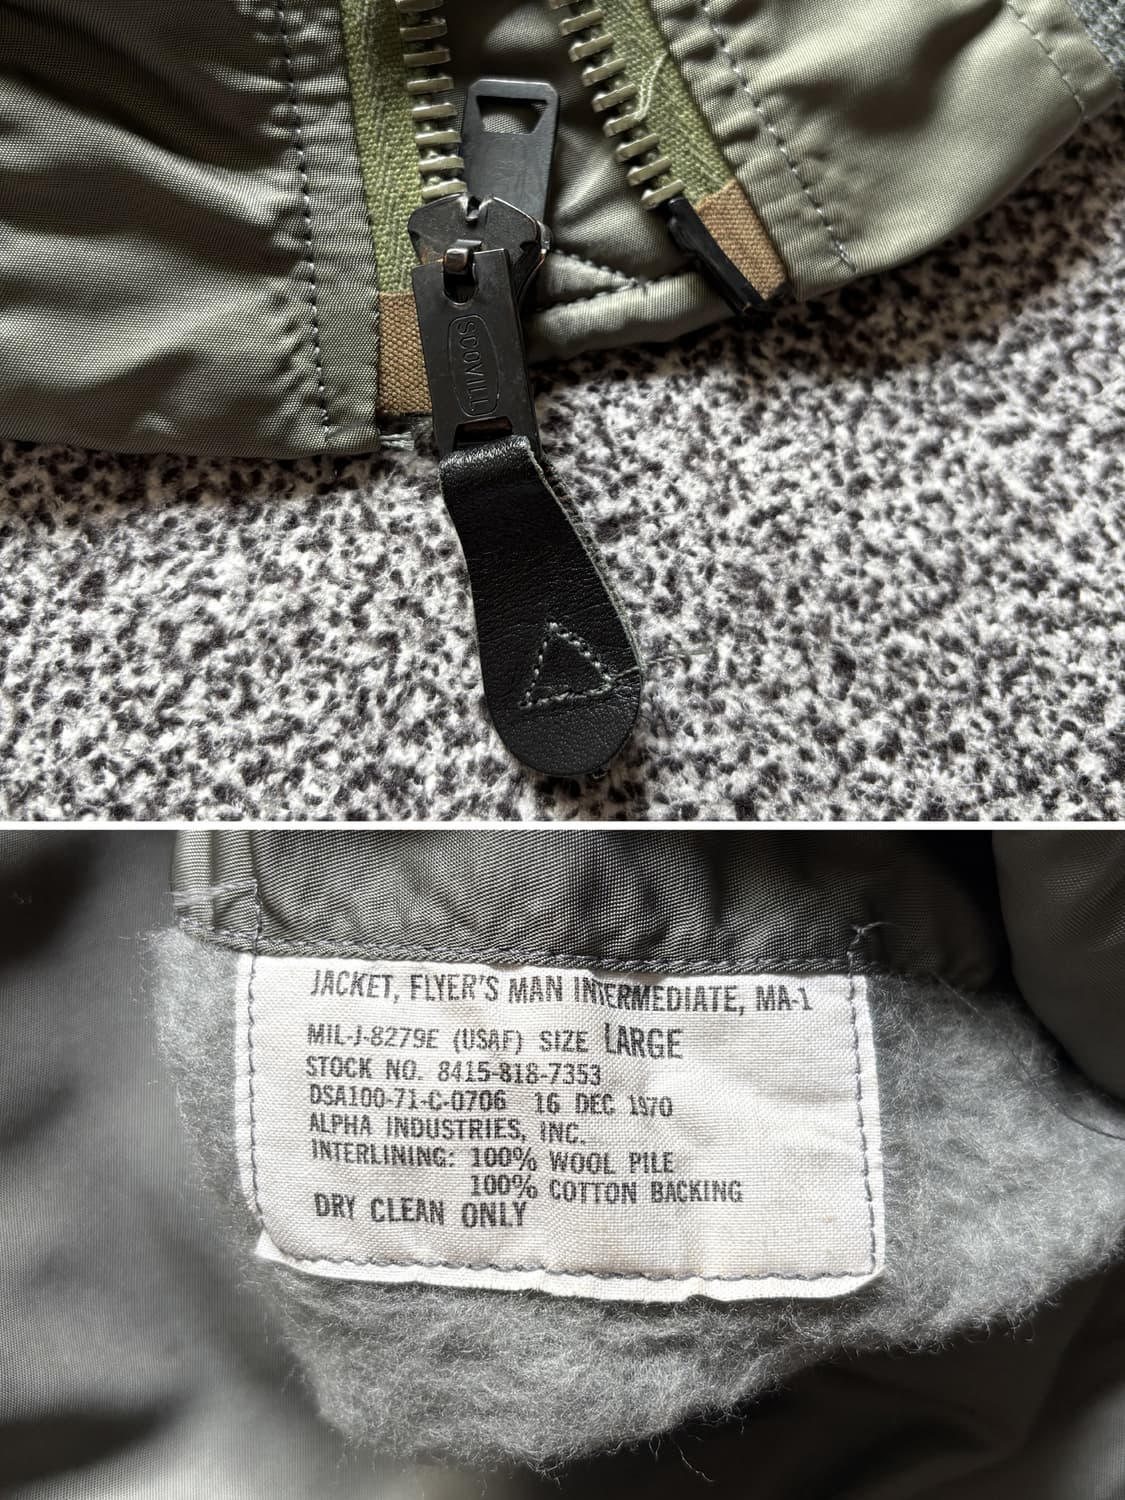 SCOVILL
JACKET, FLYER'S MAN INTERMEDIATE, MA-1
MIL-J-8279E (USAF) SIZE LARGE
STOCK NO. 8415-818-7353
DSA100-71-C-0706 16 DEC 1970
ALPHA INDUSTRIES, INC.
INTERLINING: 100% WOOL PILE
100% COTTON BACKING
DRY CLEAN ONLY